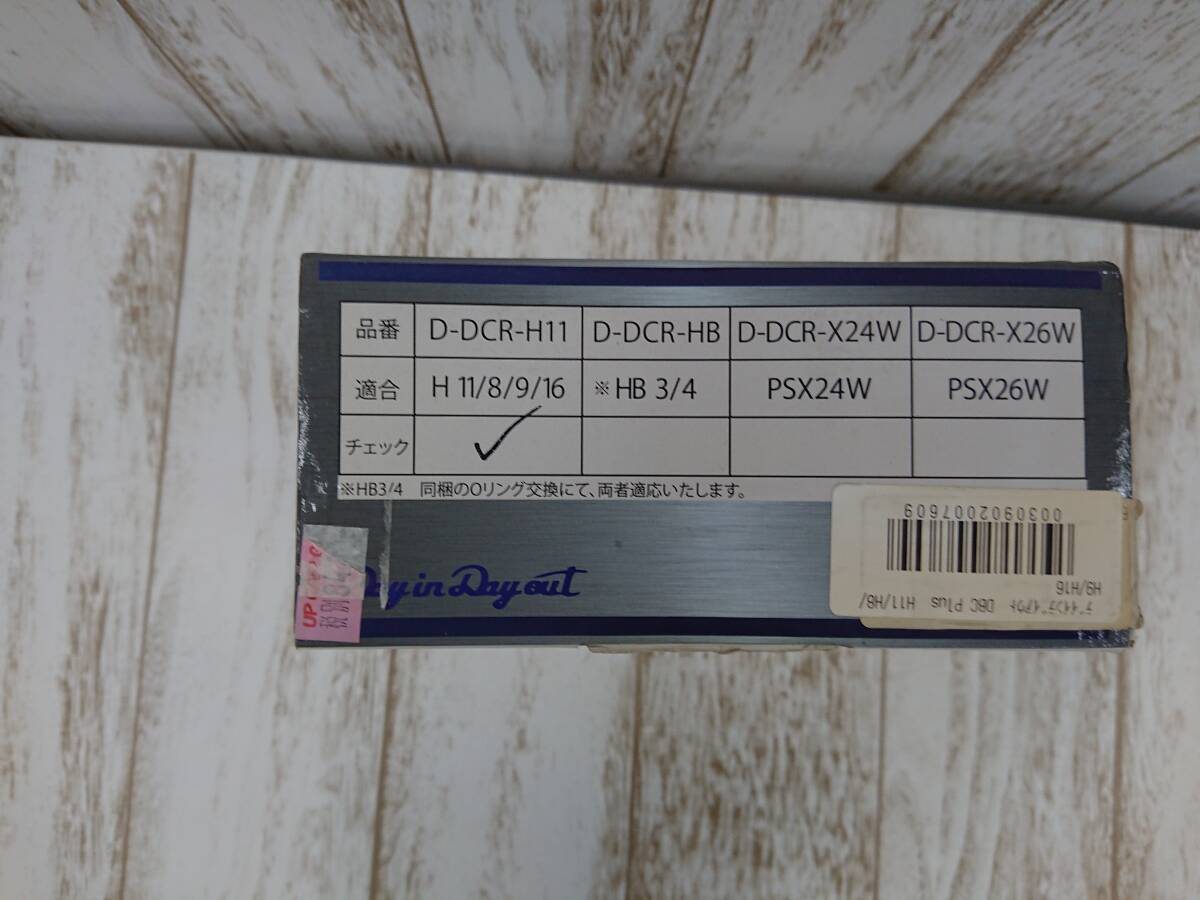 品番 D-DCR-H11 D-DCR-HB D-DCR-X24W D-DCR-X26W
適合 H 11/8/9/16 ※HB 3/4 PSX24W PSX26W
チェック
※HB3/4 同梱のOリング交換にて、両者適応いたします。
Day in Day out
UP
0030902007609
ﾃﾞｲｲﾝﾃﾞｲｱｳﾄ DBC Plus H11/H8/
H9/H16